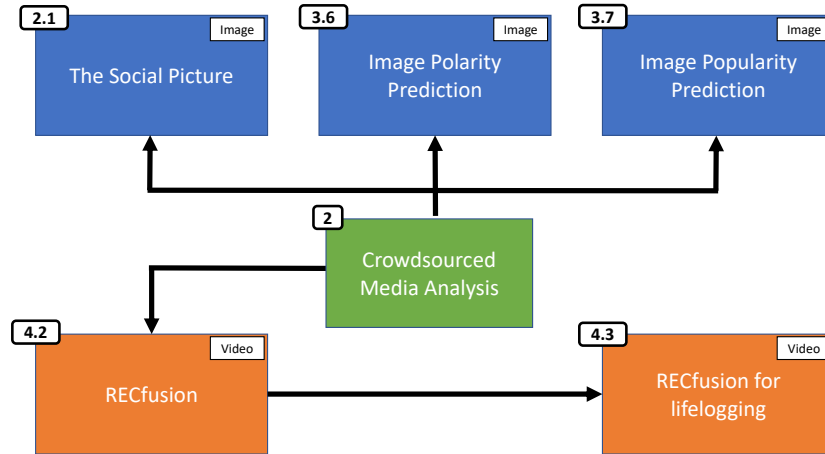 2.1
Image
The Social Picture
3.6
Image
Image Polarity
Prediction
3.7
Image
Image Popularity
Prediction
2
Crowdsourced
Media Analysis
4.2
Video
RECfusion
4.3
Video
RECfusion for
lifelogging